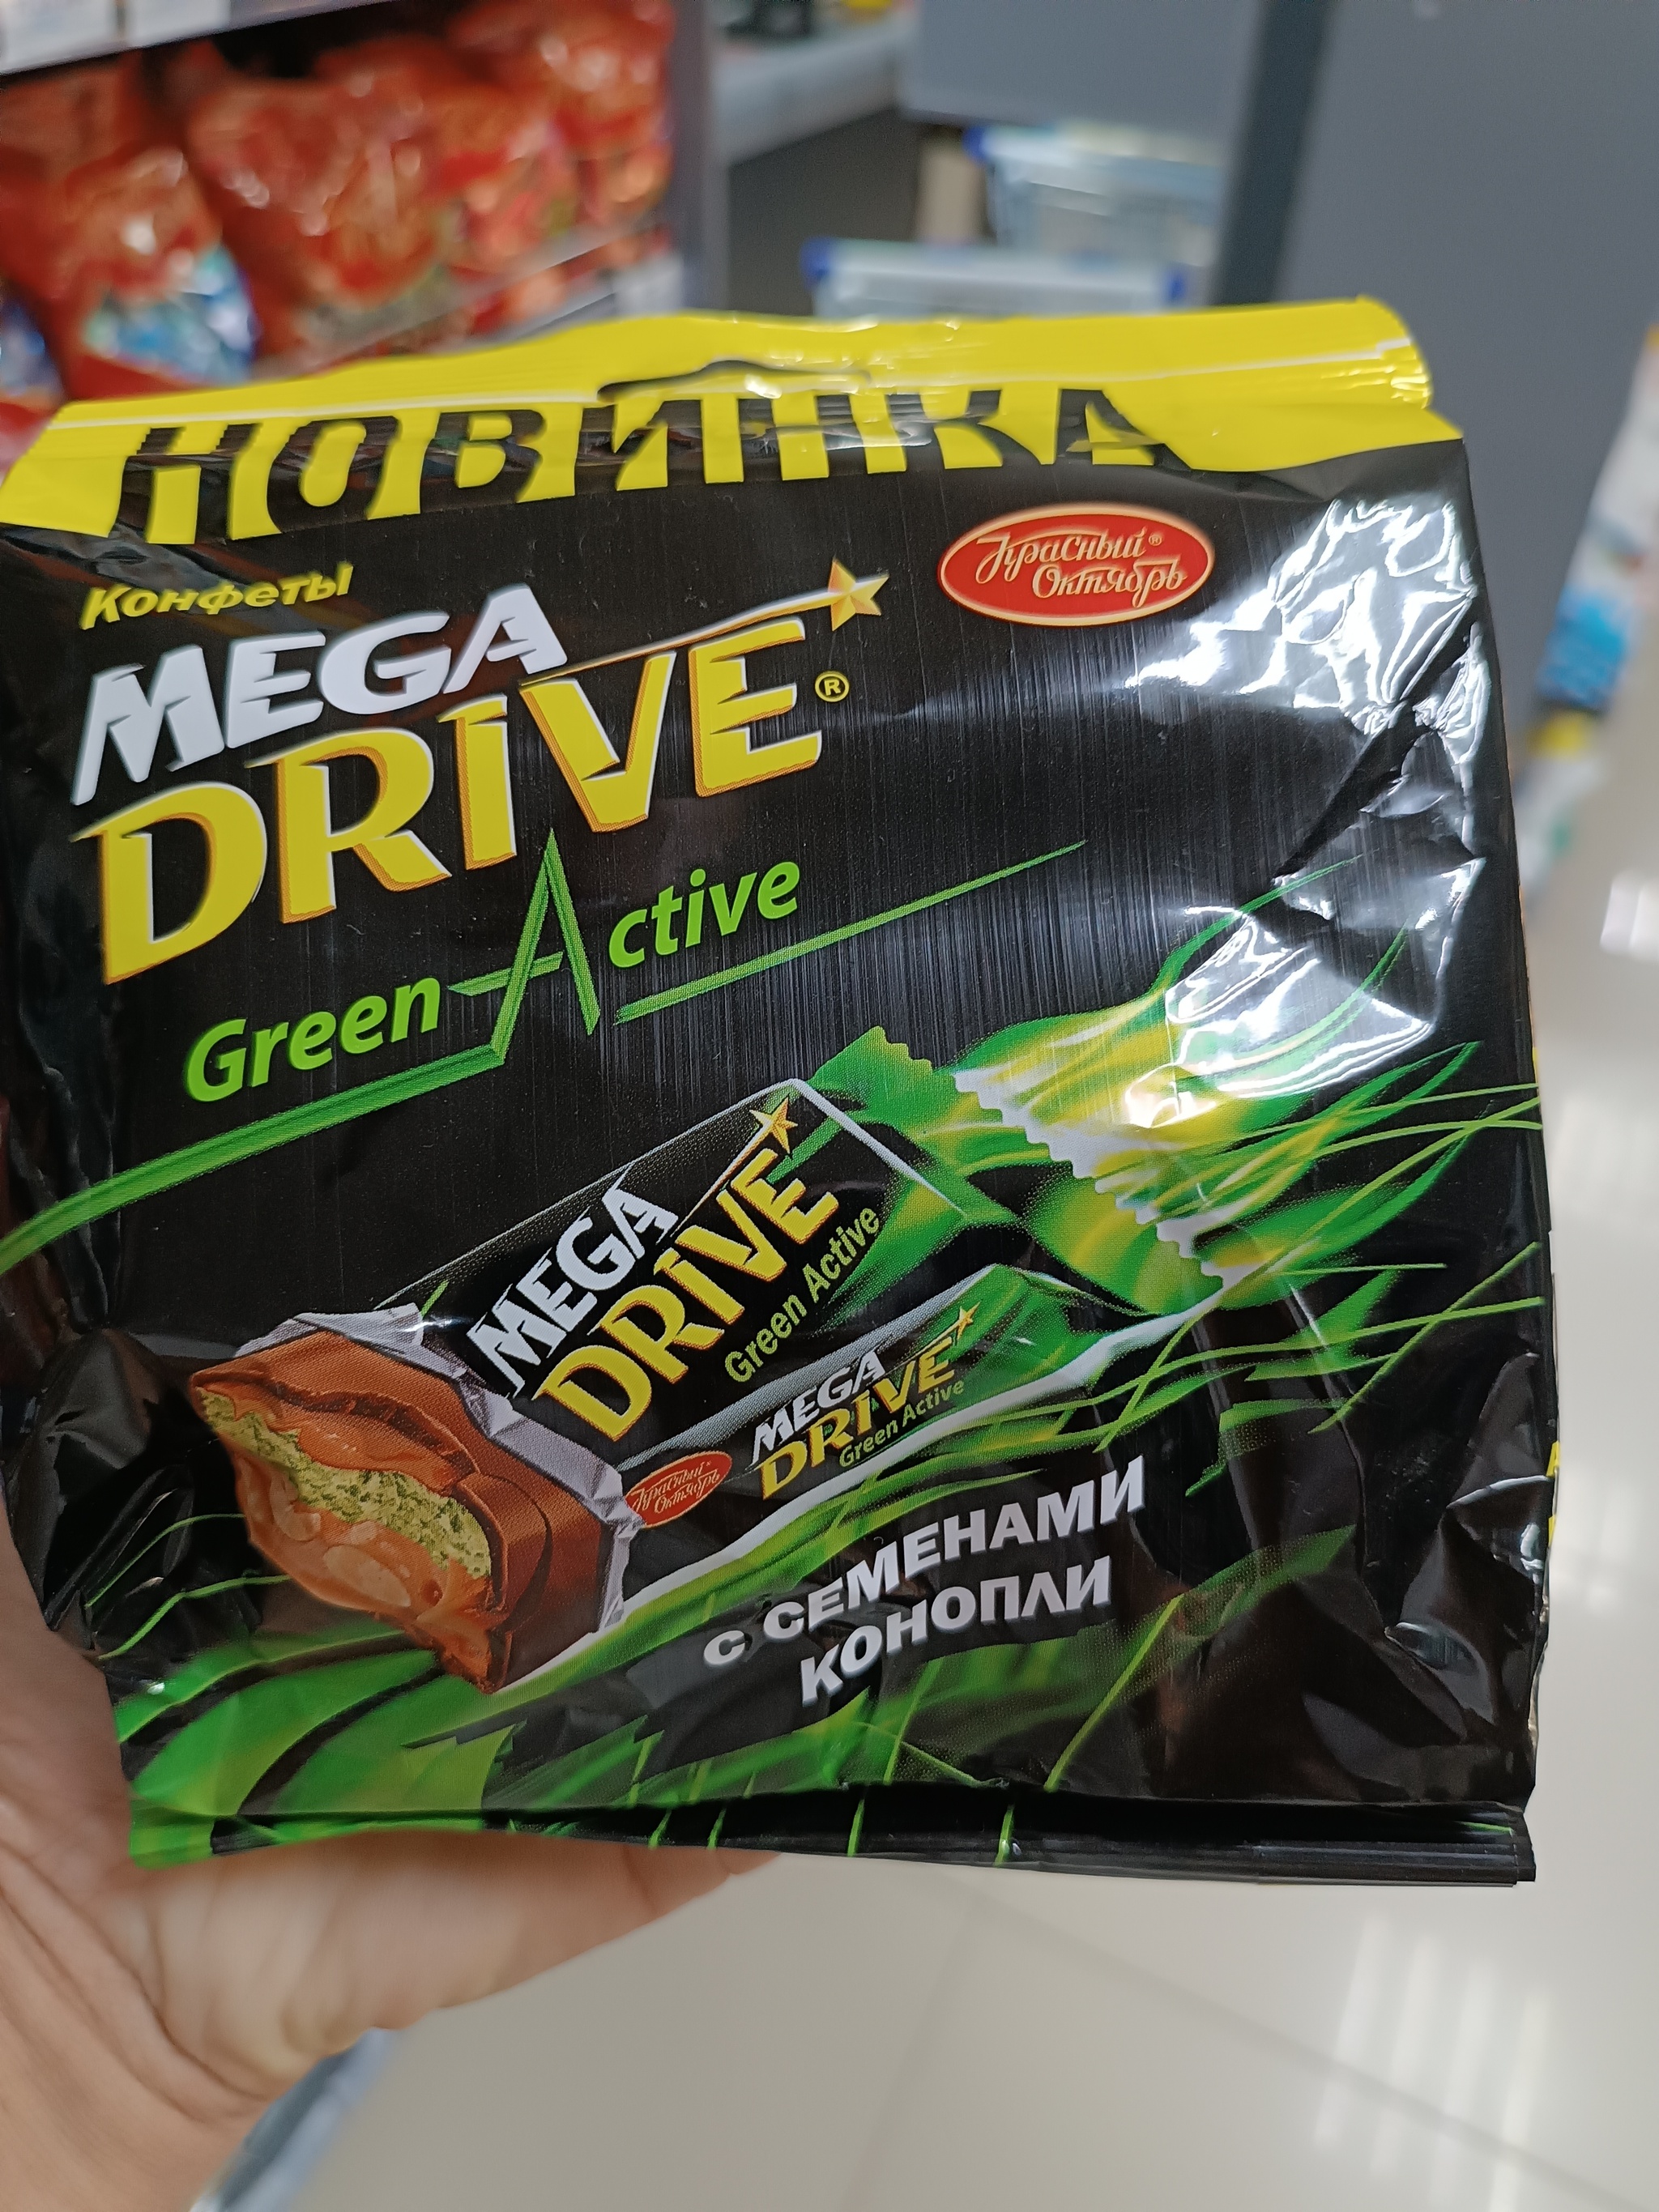 НОВИНКА
Красный®
Октябрь
Конфеты
MEGA
DRIVE®
Green Active
MEGA
DRIVE
Green Active
MEGA
DRIVE
Green Active
Красный
Октябрь
С СЕМЕНАМИ
КОНОПЛИ